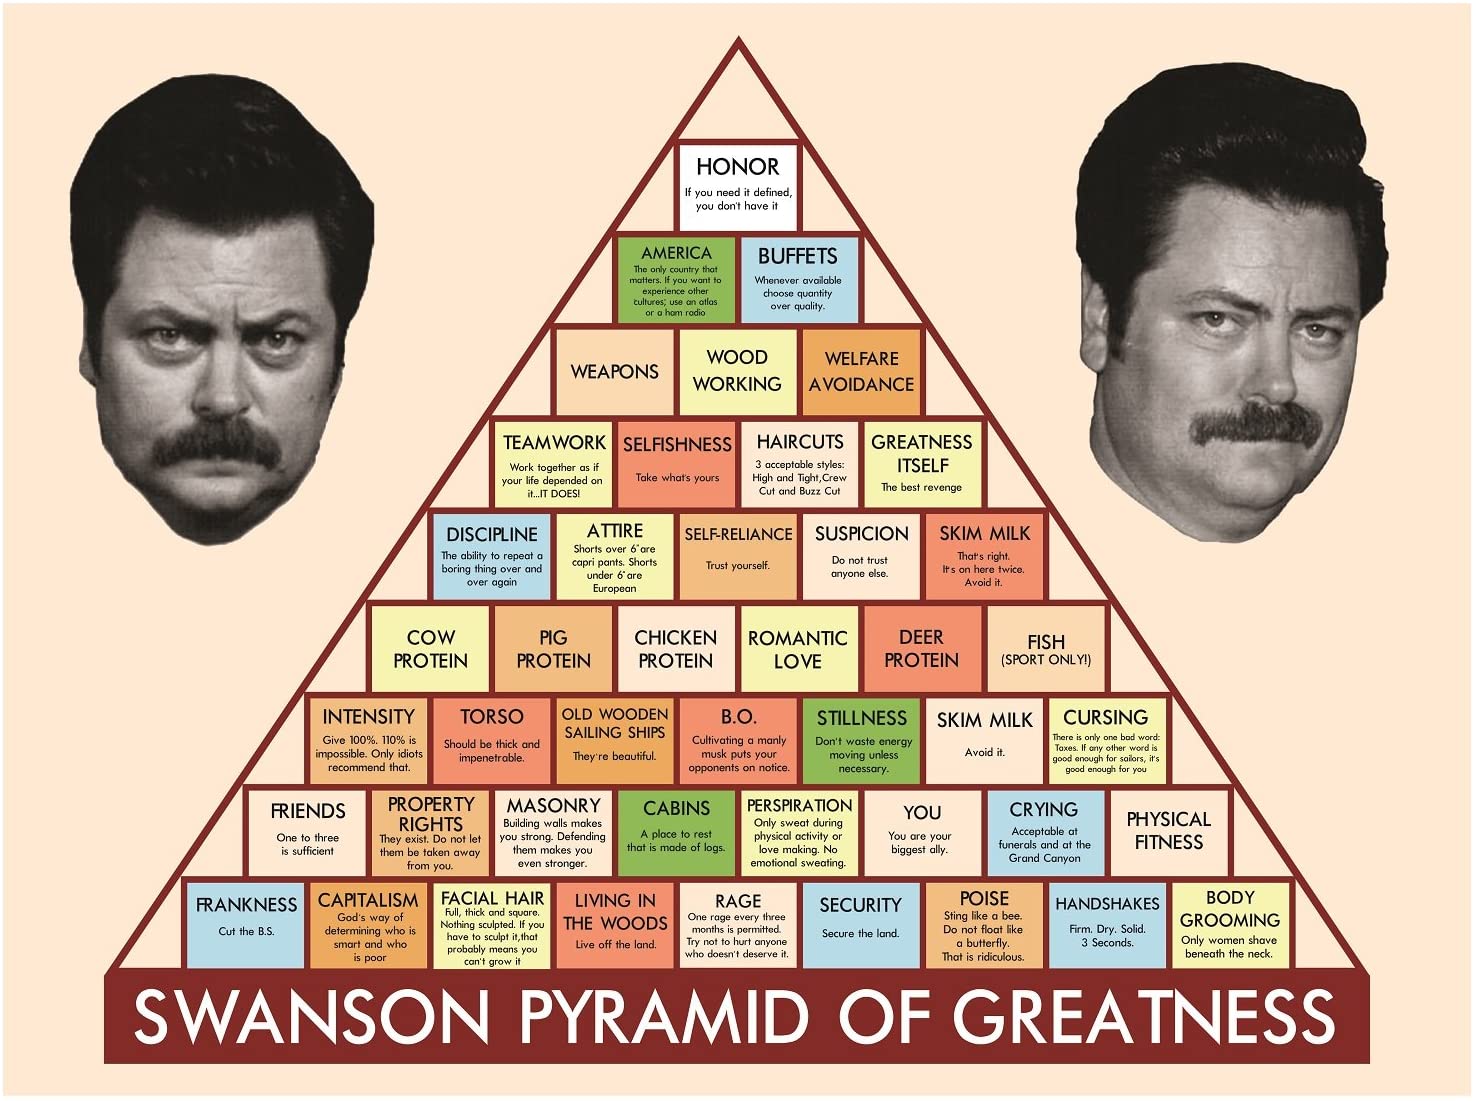 HONOR
If you need it defined,
you don't have it
AMERICA
The only country that
matters. If you want to
experience other
cultures; use an atlas
or a ham radio
BUFFETS
Whenever available
choose quantity
over quality.
WEAPONS
WOOD
WORKING
WELFARE
AVOIDANCE
TEAMWORK
Work together as if
your life depended on
it...IT DOES!
SELFISHNESS
Take what's yours
HAIRCUTS
3 acceptable styles:
High and Tight,Crew
Cut and Buzz Cut
GREATNESS
ITSELF
The best revenge
DISCIPLINE
The ability to repeat a
boring thing over and
over again
ATTIRE
Shorts over 6"are
capri pants. Shorts
under 6"are
European
SELF-RELIANCE
Trust yourself.
SUSPICION
Do not trust
anyone else.
SKIM MILK
That's right.
It's on here twice.
Avoid it.
COW
PROTEIN
PIG
PROTEIN
CHICKEN
PROTEIN
ROMANTIC
LOVE
DEER
PROTEIN
FISH
(SPORT ONLY!)
INTENSITY
Give 100%. 110% is
impossible. Only idiots
recommend that.
TORSO
Should be thick and
impenetrable.
OLD WOODEN
SAILING SHIPS
They're beautiful.
B.O.
Cultivating a manly
musk puts your
opponents on notice.
STILLNESS
Don't waste energy
moving unless
necessary.
SKIM MILK
Avoid it.
CURSING
There is only one bad word:
Taxes. If any other word is
good enough for sailors, it's
good enough for you
FRIENDS
One to three
is sufficient
PROPERTY
RIGHTS
They exist. Do not let
them be taken away
from you.
MASONRY
Building walls makes
you strong. Defending
them makes you
even stronger.
CABINS
A place to rest
that is made of logs.
PERSPIRATION
Only sweat during
physical activity or
love making. No
emotional sweating.
YOU
You are your
biggest ally.
CRYING
Acceptable at
funerals and at the
Grand Canyon
PHYSICAL
FITNESS
FRANKNESS
Cut the B.S.
CAPITALISM
God's way of
determining who is
smart and who
is poor
FACIAL HAIR
Full, thick and square.
Nothing sculpted. If you
have to sculpt it,that
probably means you
can't grow it
LIVING IN
THE WOODS
Live off the land.
RAGE
One rage every three
months is permitted.
Try not to hurt anyone
who doesn't deserve it.
SECURITY
Secure the land.
POISE
Sting like a bee.
Do not float like
a butterfly.
That is ridiculous.
HANDSHAKES
Firm. Dry. Solid.
3 Seconds.
BODY
GROOMING
Only women shave
beneath the neck.
SWANSON PYRAMID OF GREATNESS